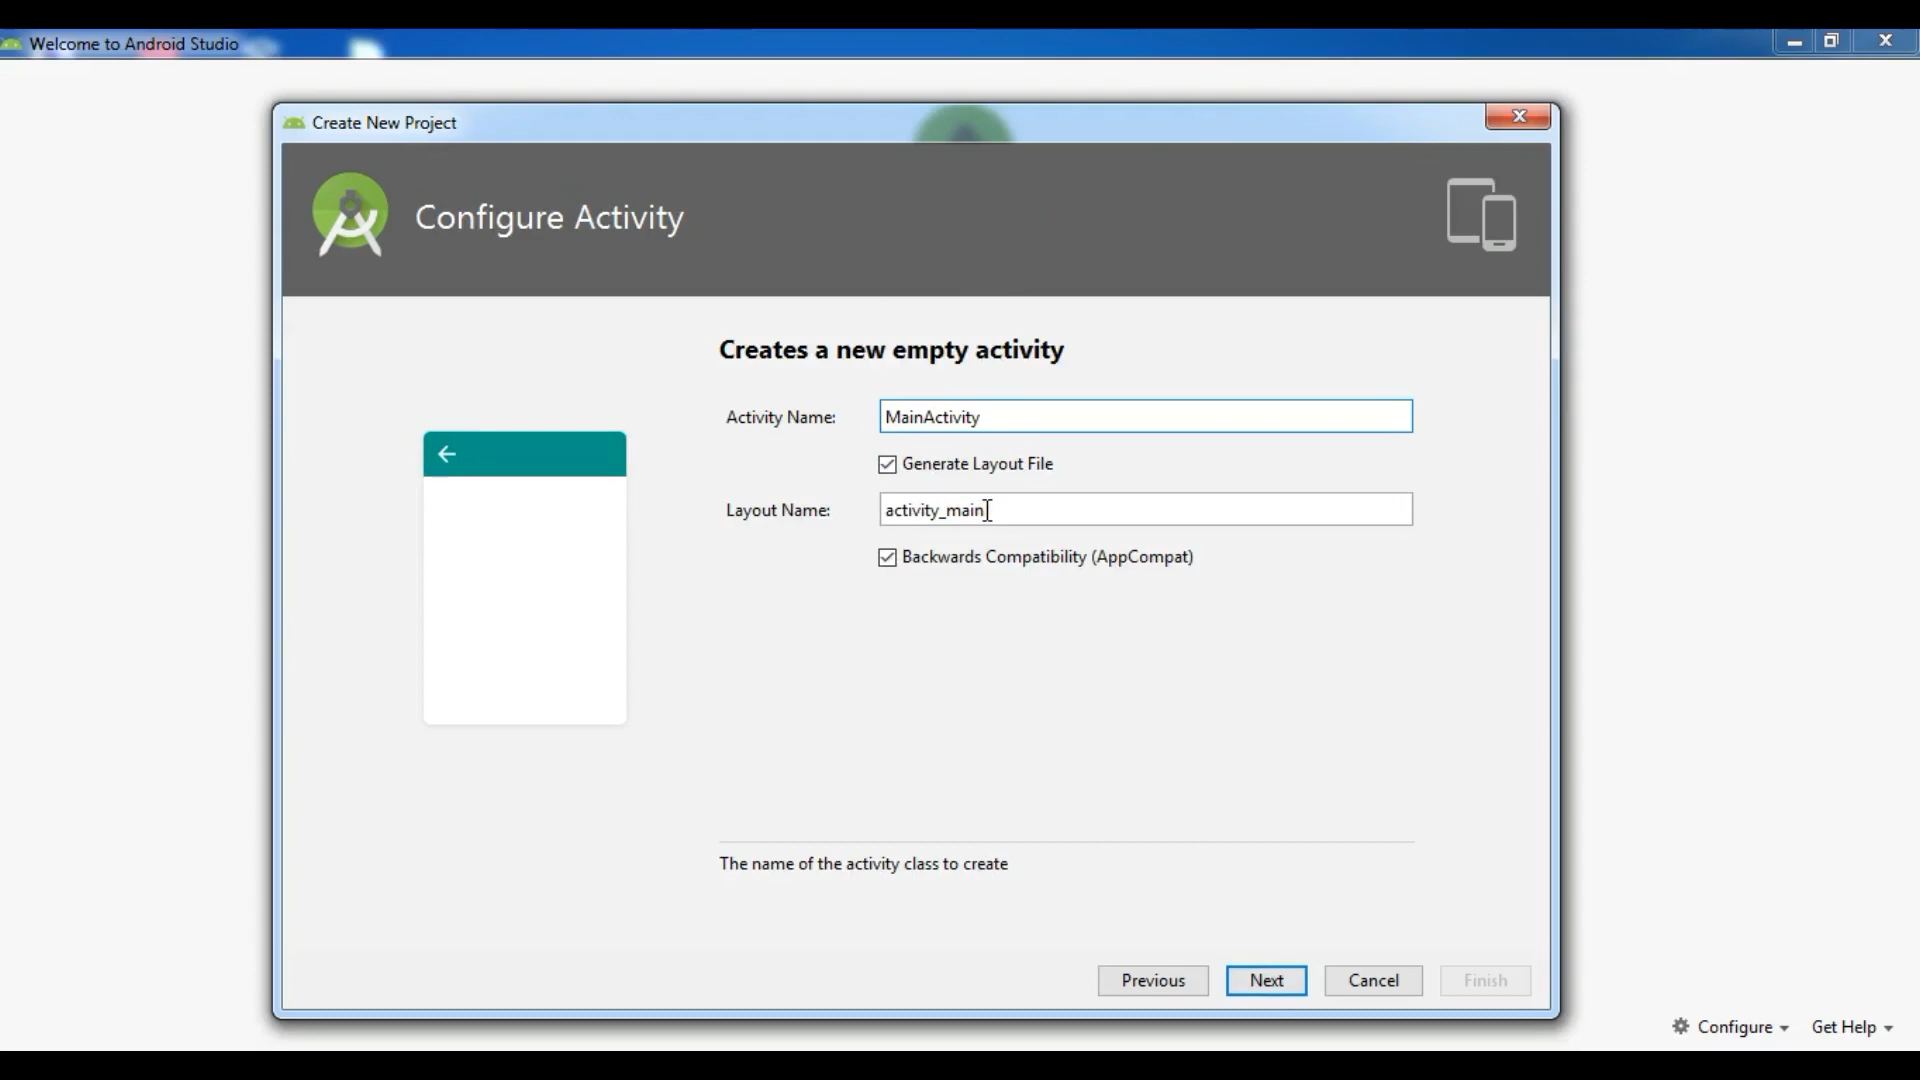 Welcome to Android Studio
Create New Project
Configure Activity
Creates a new empty activity
Activity Name: MainActivity
Generate Layout File
Layout Name: activity_main
Backwards Compatibility (AppCompat)
The name of the activity class to create
Previous Next Cancel Finish
Configure Get Help